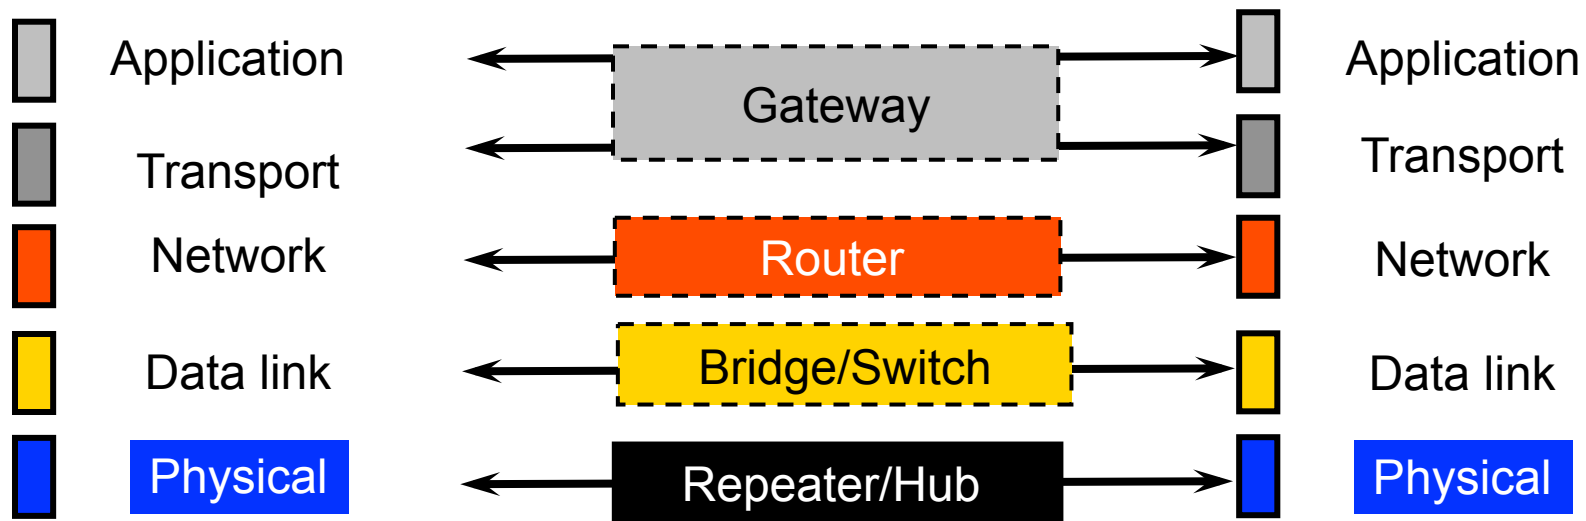 Application
Gateway
Application
Transport
Transport
Network
Router
Network
Data link
Bridge/Switch
Data link
Physical
Repeater/Hub
Physical